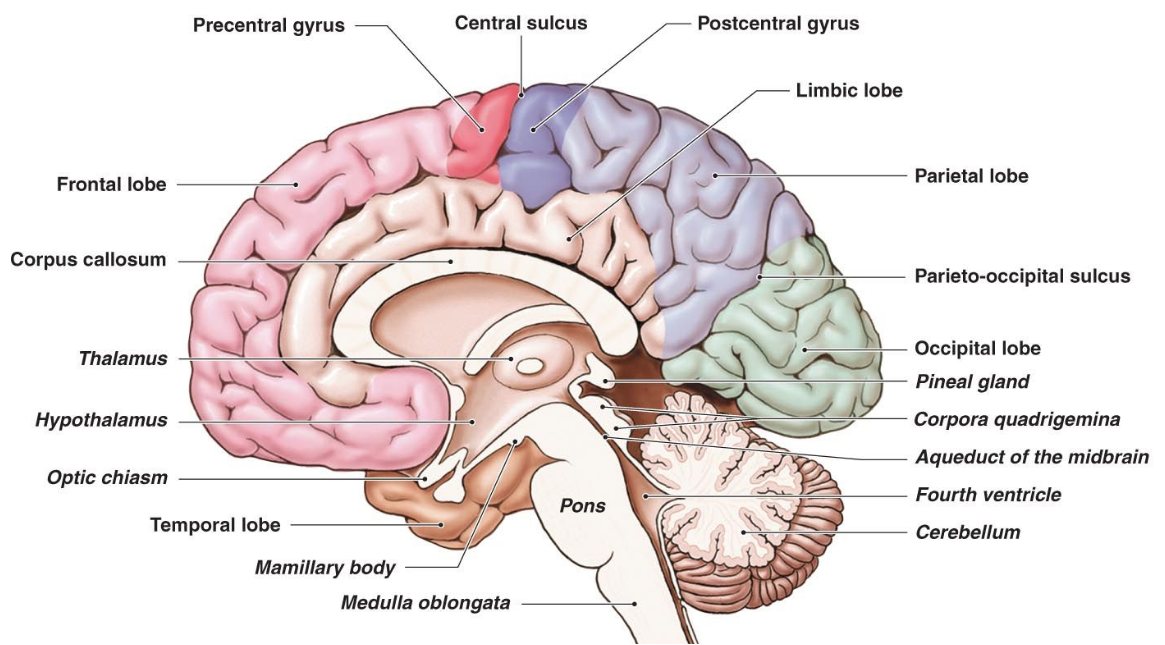 Precentral gyrus
Central sulcus
Postcentral gyrus
Limbic lobe
Frontal lobe
Parietal lobe
Corpus callosum
Parieto-occipital sulcus
Thalamus
Occipital lobe
Pineal gland
Hypothalamus
Corpora quadrigemina
Aqueduct of the midbrain
Optic chiasm
Fourth ventricle
Pons
Temporal lobe
Cerebellum
Mamillary body
Medulla oblongata